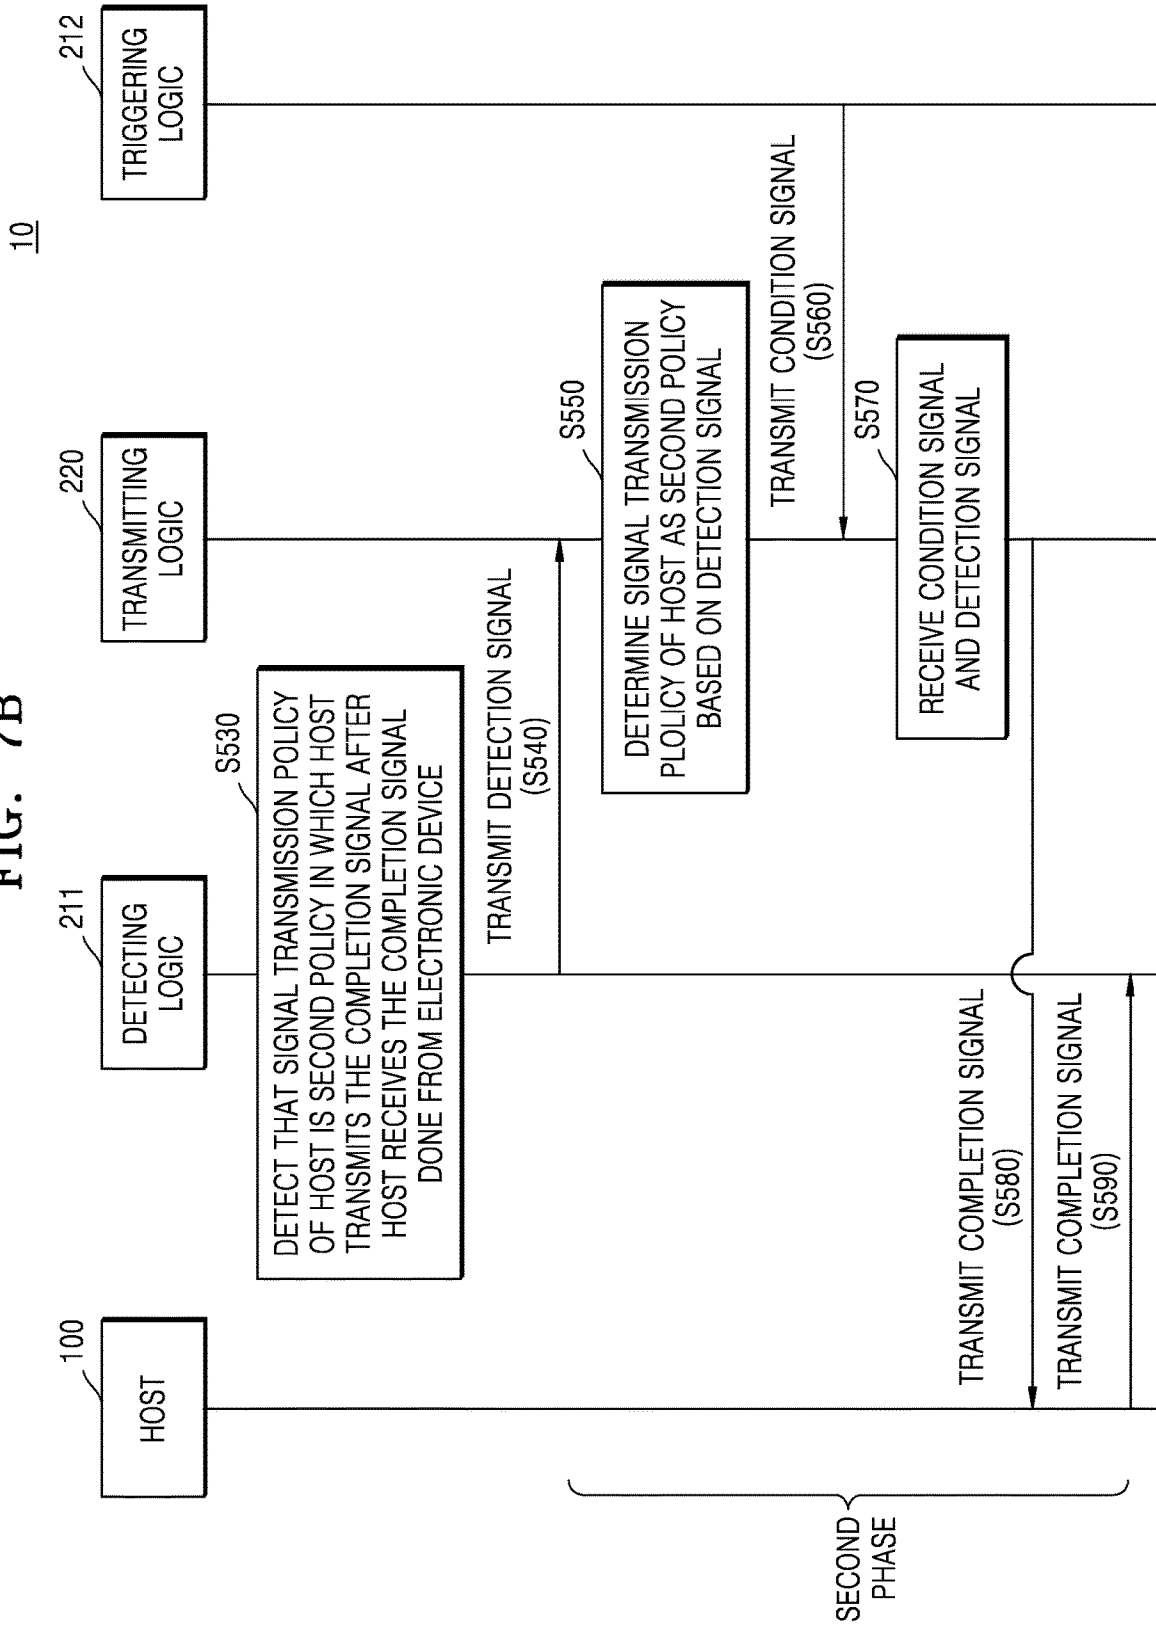 FIG. 7B
10
100
HOST
211
DETECTING
LOGIC
220
TRANSMITTING
LOGIC
212
TRIGGERING
LOGIC
S530
DETECT THAT SIGNAL TRANSMISSION POLICY
OF HOST IS SECOND POLICY IN WHICH HOST
TRANSMITS THE COMPLETION SIGNAL AFTER
HOST RECEIVES THE COMPLETION SIGNAL
DONE FROM ELECTRONIC DEVICE
TRANSMIT DETECTION SIGNAL
(S540)
S550
DETERMINE SIGNAL TRANSMISSION
PLOLICY OF HOST AS SECOND POLICY
BASED ON DETECTION SIGNAL
TRANSMIT CONDITION SIGNAL
(S560)
SECOND
PHASE
S570
RECEIVE CONDITION SIGNAL
AND DETECTION SIGNAL
TRANSMIT COMPLETION SIGNAL
(S580)
TRANSMIT COMPLETION SIGNAL
(S590)